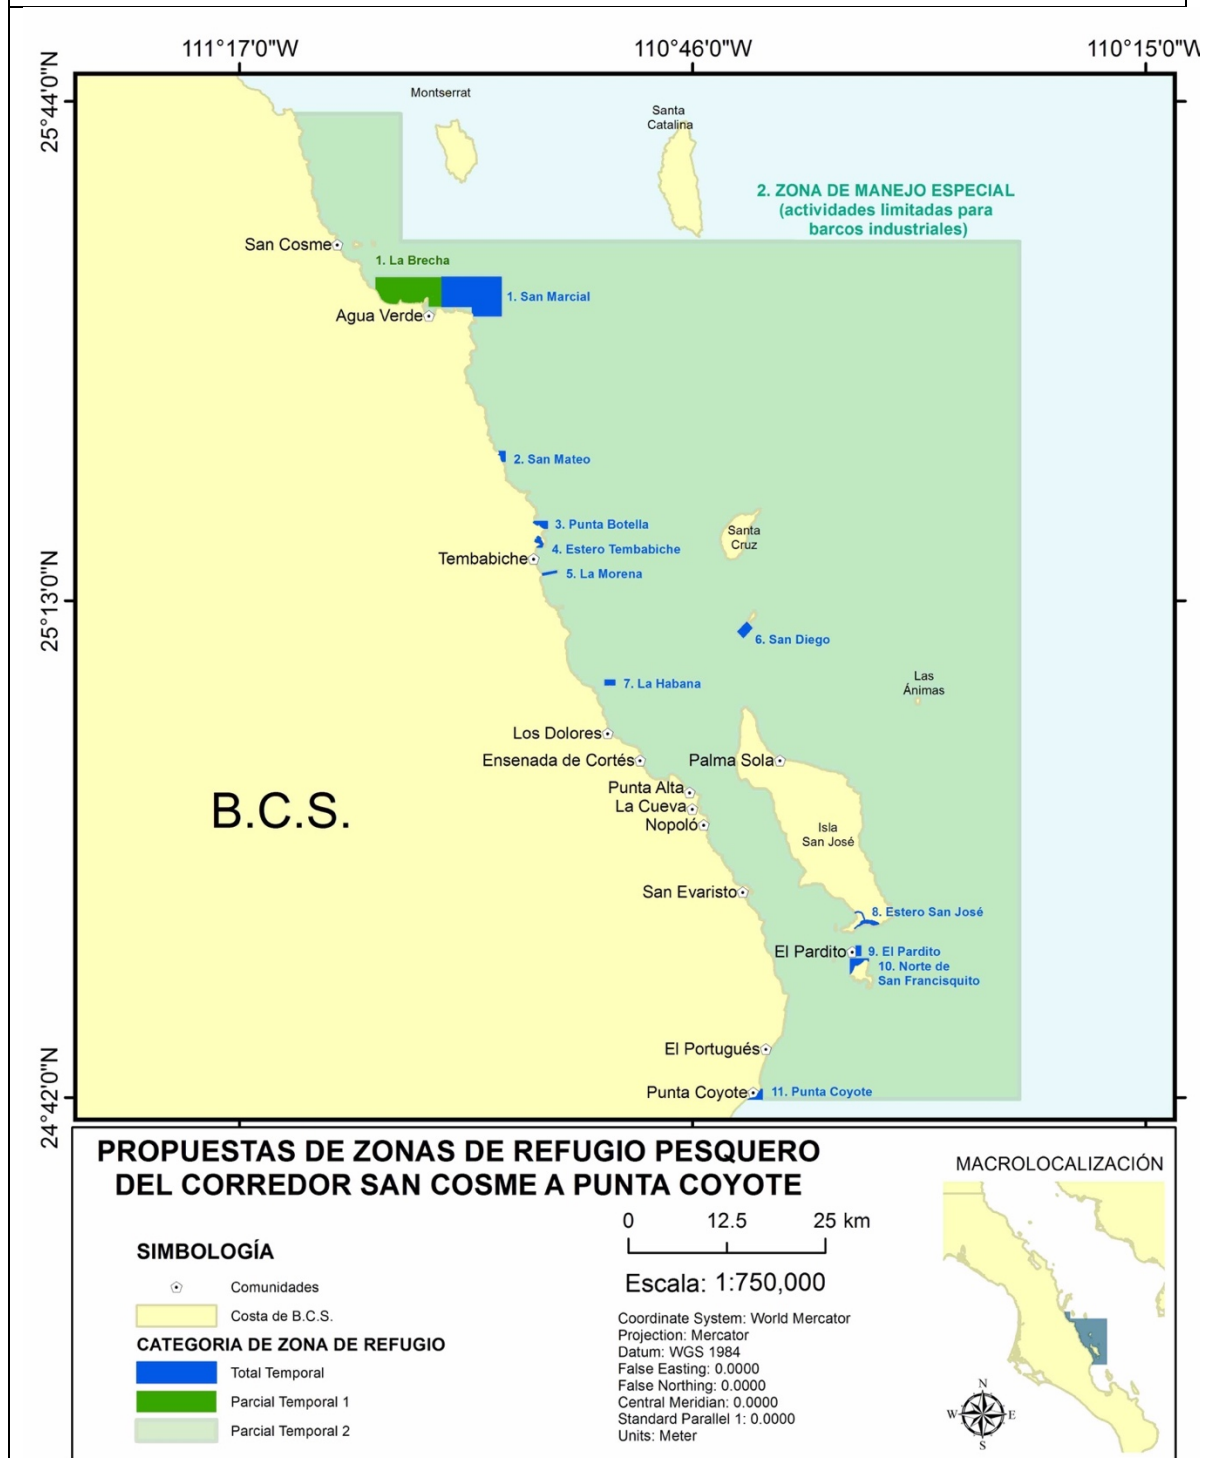 111°17'0"W
110°46'0"W
110°15'0"W
25°44'0"N
Montserrat
Santa
Catalina
2. ZONA DE MANEJO ESPECIAL
(actividades limitadas para
barcos industriales)
San Cosme
1. La Brecha
1. San Marcial
Agua Verde
2. San Mateo
3. Punta Botella
Santa
Cruz
4. Estero Tembabiche
Tembabiche
5. La Morena
25°13'0"N
6. San Diego
7. La Habana
Las
Ánimas
Los Dolores
Ensenada de Cortés
Palma Sola
Punta Alta
La Cueva
Nopoló
B.C.S.
Isla
San José
San Evaristo
8. Estero San José
El Pardito
9. El Pardito
10. Norte de
San Francisquito
El Portugués
Punta Coyote
11. Punta Coyote
24°42'0"N
PROPUESTAS DE ZONAS DE REFUGIO PESQUERO
DEL CORREDOR SAN COSME A PUNTA COYOTE
SIMBOLOGÍA
Comunidades
Costa de B.C.S.
CATEGORIA DE ZONA DE REFUGIO
Total Temporal
Parcial Temporal 1
Parcial Temporal 2
0 12.5 25 km
Escala: 1:750,000
Coordinate System: World Mercator
Projection: Mercator
Datum: WGS 1984
False Easting: 0.0000
False Northing: 0.0000
Central Meridian: 0.0000
Standard Parallel 1: 0.0000
Units: Meter
MACROLOCALIZACIÓN
N
W E
S